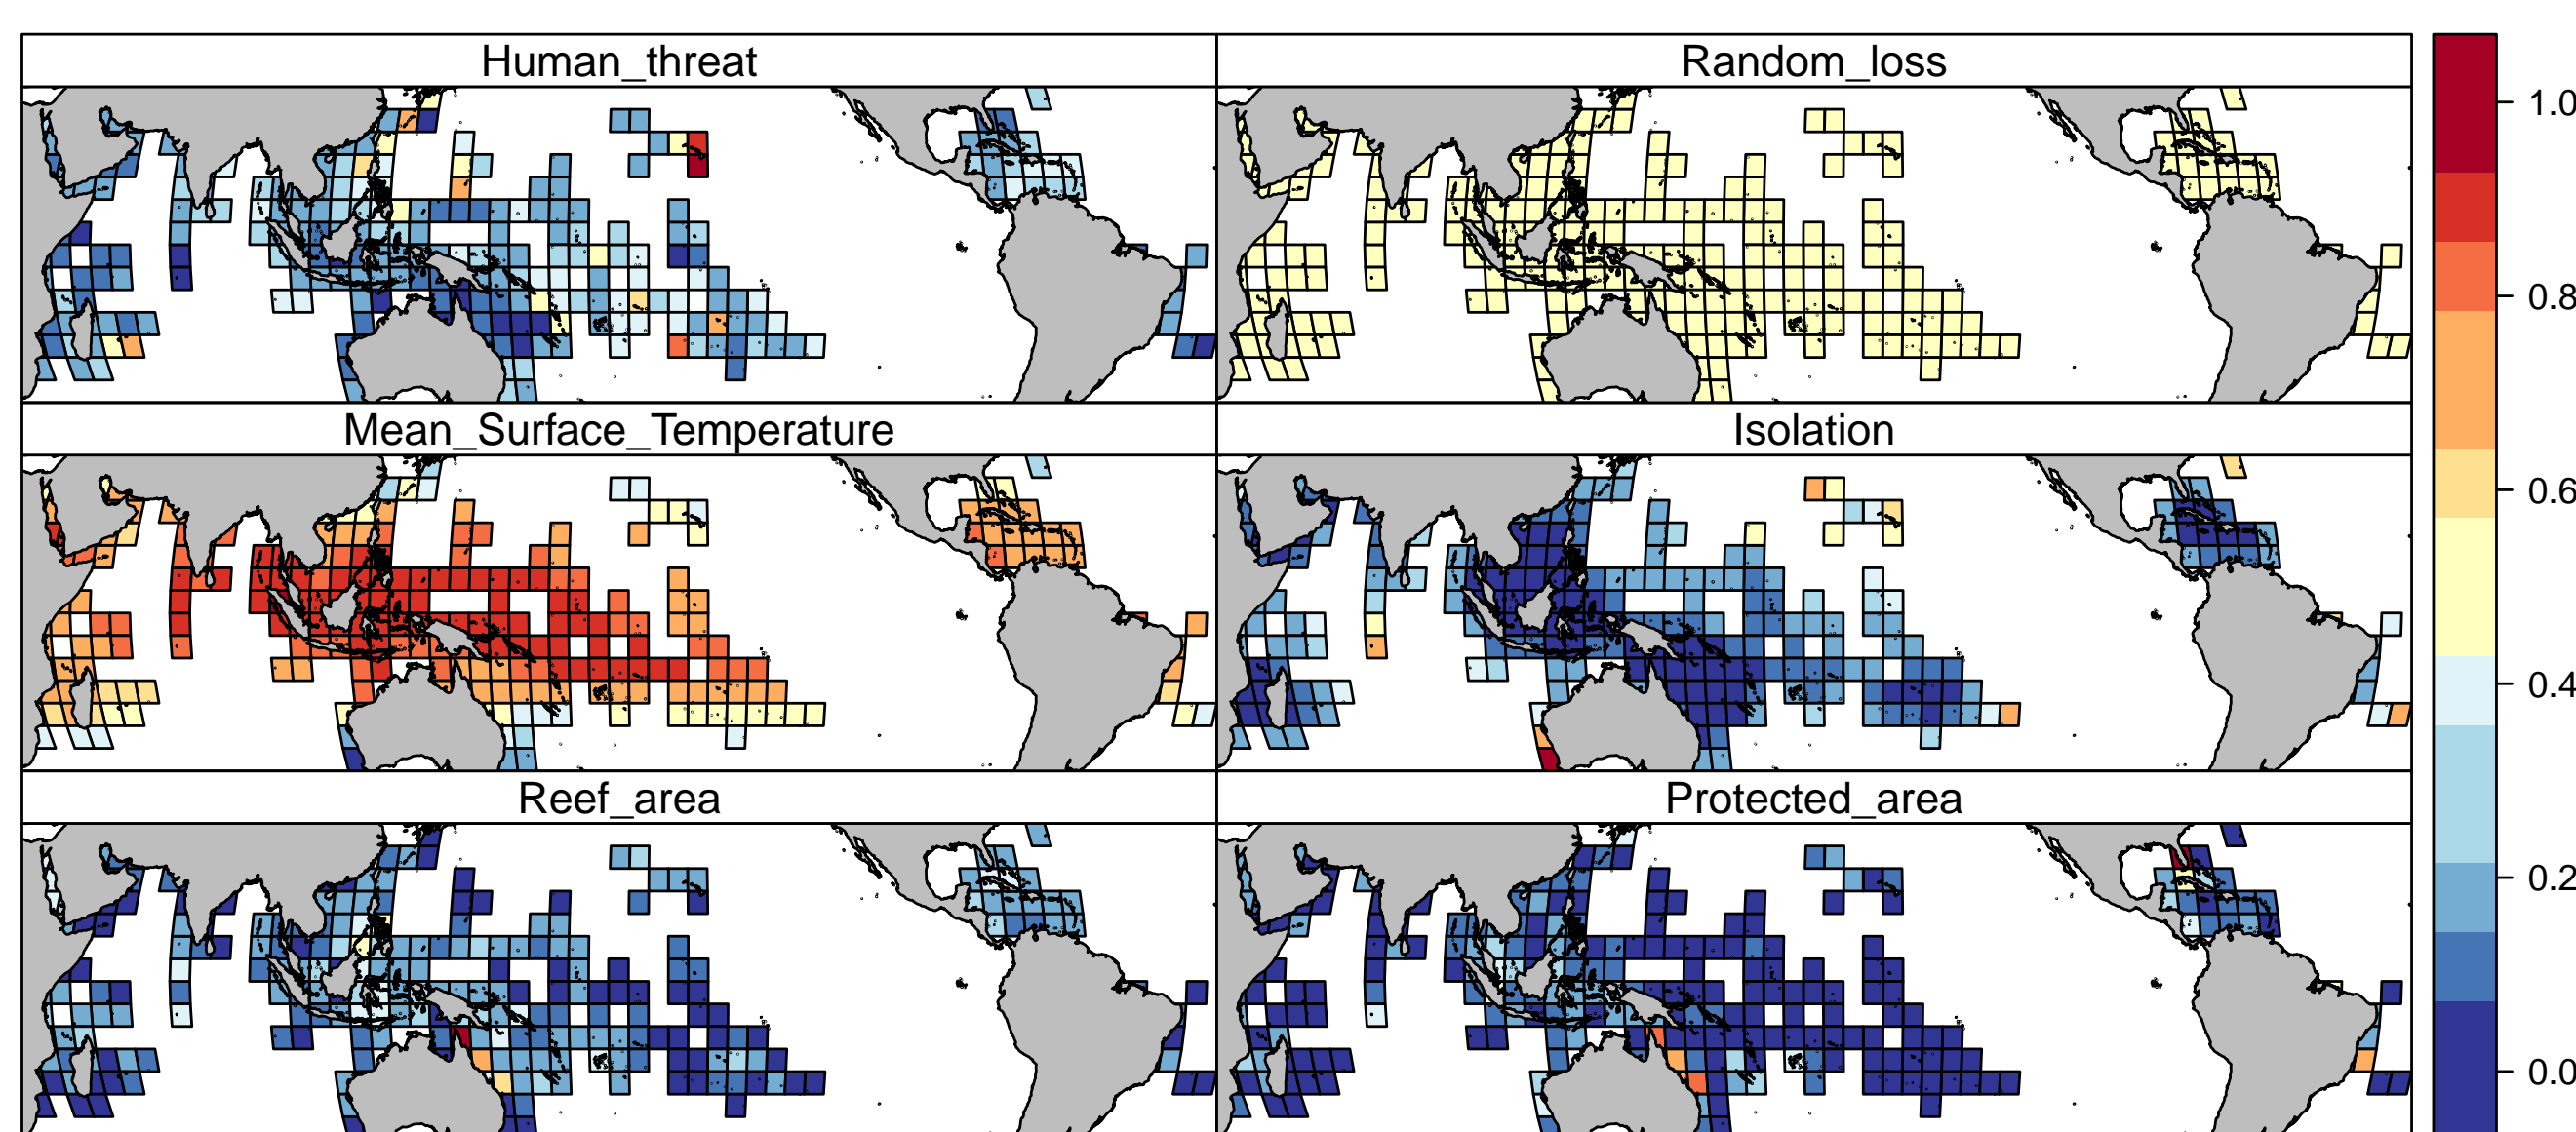 Human_threat
Random_loss
Mean_Surface_Temperature
Isolation
Reef_area
Protected_area
1.0
0.8
0.6
0.4
0.2
0.0